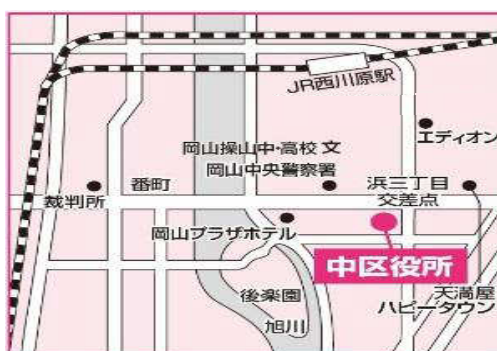 JR西川原駅
エディオン
岡山操山中・高校 文
岡山中央警察署
番町
浜三丁目
交差点
裁判所
岡山プラザホテル
中区役所
後楽園
旭川
天満屋
ハピータウン